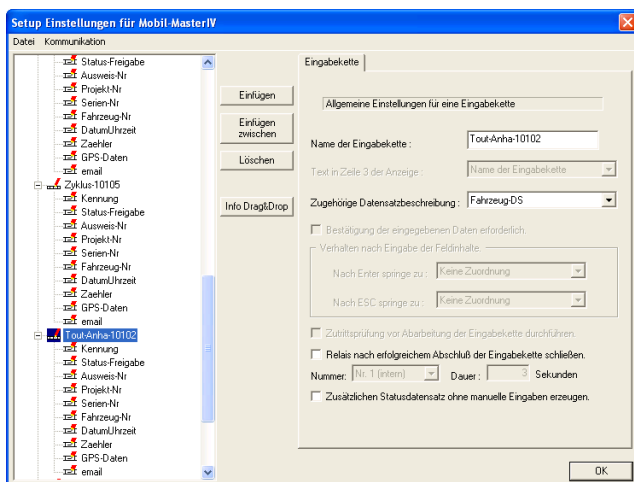 Setup Einstellungen für Mobil-MasterIV
Datei Kommunikation
Status-Freigabe
Ausweis-Nr
Projekt-Nr
Serien-Nr
Fahrzeug-Nr
DatumUhrzeit
Zaehler
GPS-Daten
email
Zyklus-10105
Kennung
Status-Freigabe
Ausweis-Nr
Projekt-Nr
Serien-Nr
Fahrzeug-Nr
DatumUhrzeit
Zaehler
GPS-Daten
email
Tout-Anha-10102
Kennung
Status-Freigabe
Ausweis-Nr
Projekt-Nr
Serien-Nr
Fahrzeug-Nr
DatumUhrzeit
Zaehler
GPS-Daten
email
Einfügen
Einfügen
zwischen
Löschen
Info Drag&Drop
Eingabekette
Allgemeine Einstellungen für eine Eingabekette
Name der Eingabekette : Tout-Anha-10102
Text in Zeile 3 der Anzeige : Name der Eingabekette
Zugehörige Datensatzbeschreibung : Fahrzeug-DS
Bestätigung der eingegebenen Daten erforderlich.
Verhalten nach Eingabe der Feldinhalte.
Nach Enter springe zu : Keine Zuordnung
Nach ESC springe zu : Keine Zuordnung
Zutrittsprüfung vor Abarbeitung der Eingabekette durchführen.
Relais nach erfolgreichem Abschluß der Eingabekette schließen.
Nummer: Nr. 1 (intern) Dauer : 3 Sekunden
Zusätzlichen Statusdatensatz ohne manuelle Eingaben erzeugen.
OK